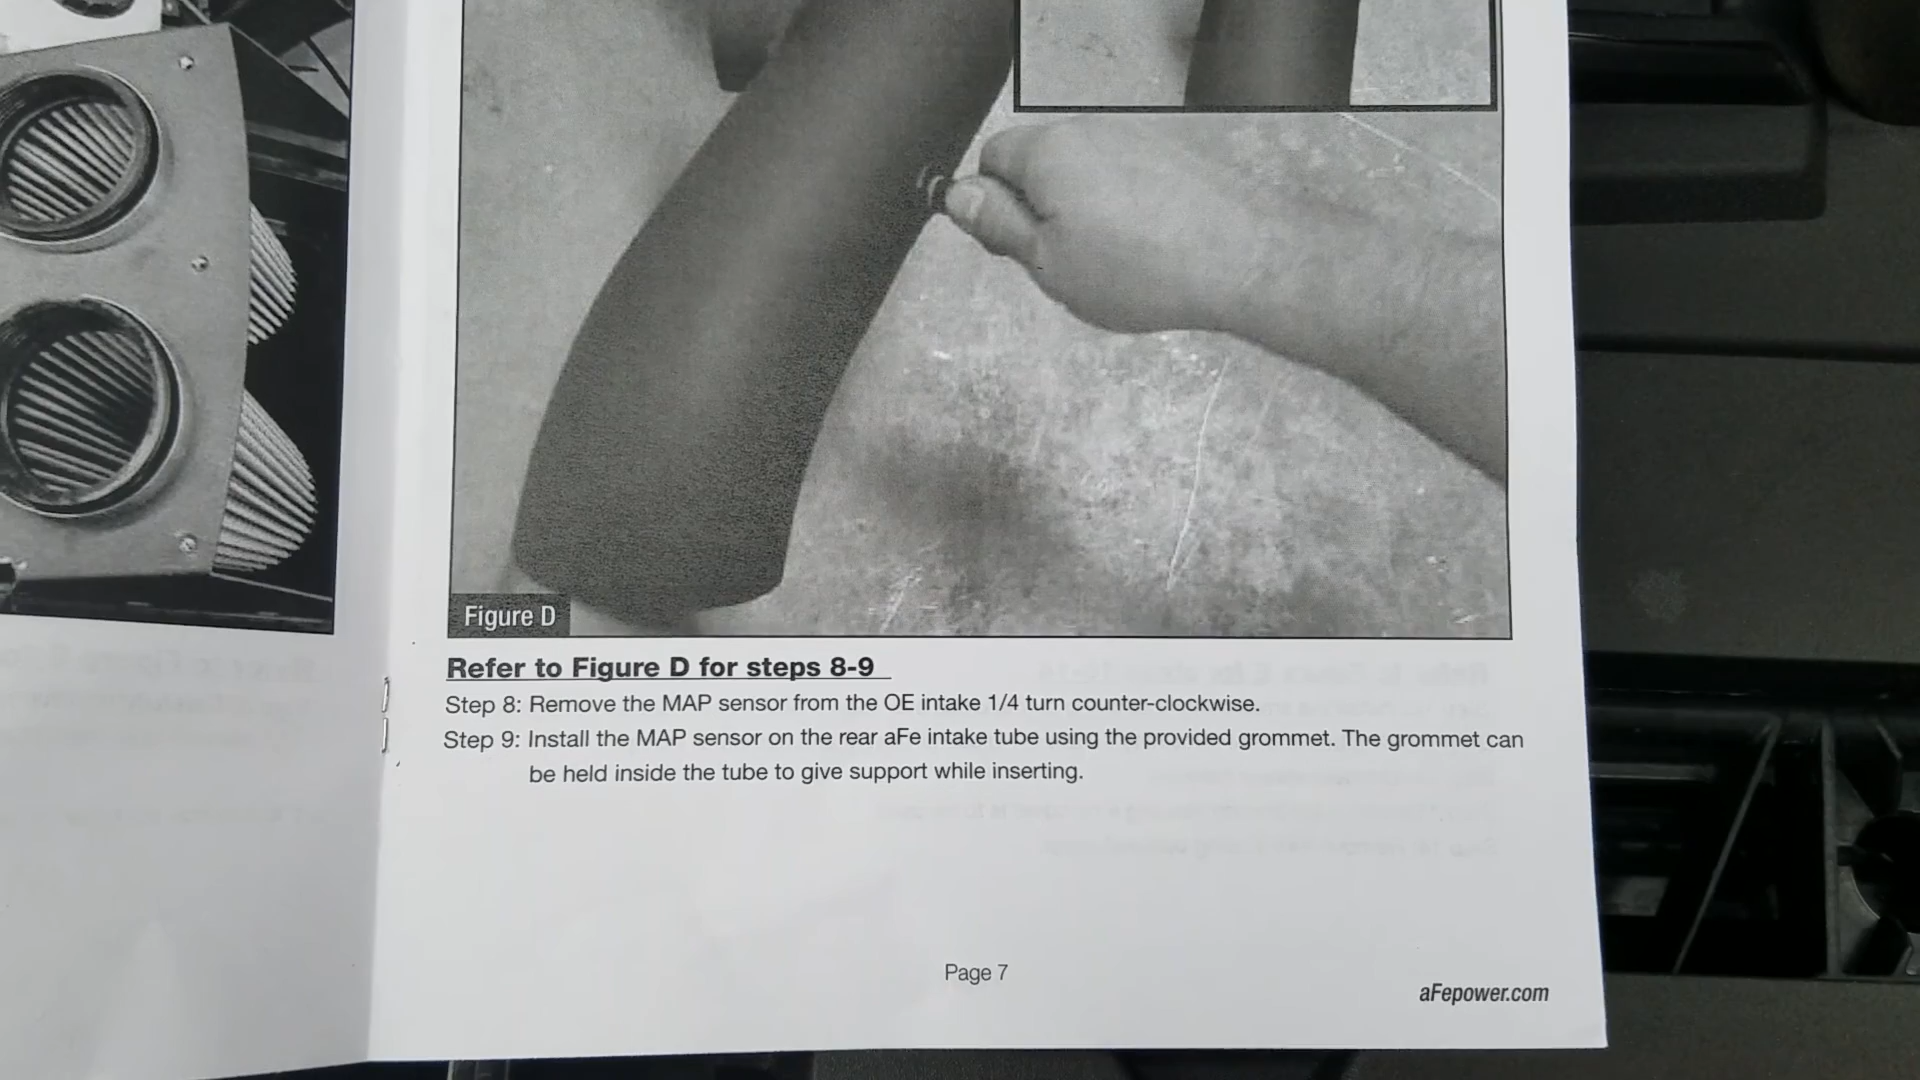 Figure D
Refer to Figure D for steps 8-9
Step 8: Remove the MAP sensor from the OE intake 1/4 turn counter-clockwise.
Step 9: Install the MAP sensor on the rear aFe intake tube using the provided grommet. The grommet can
be held inside the tube to give support while inserting.
Page 7
aFepower.com